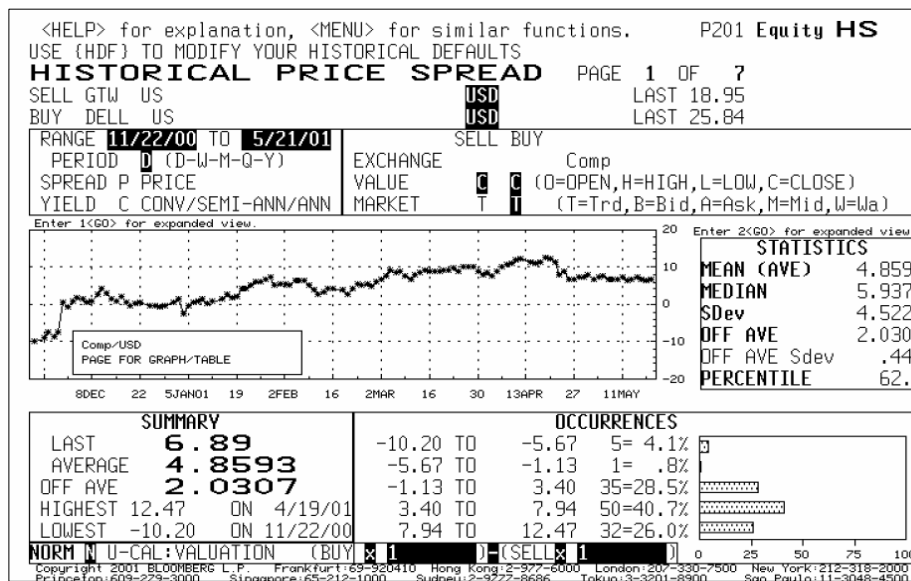 <HELP> for explanation, <MENU> for similar functions. P201 Equity HS
USE {HDF} TO MODIFY YOUR HISTORICAL DEFAULTS
HISTORICAL PRICE SPREAD PAGE 1 OF 7
SELL GTW US USD LAST 18.95
BUY DELL US USD LAST 25.84
RANGE 11/22/00 TO 5/21/01 SELL BUY
PERIOD D (D-W-M-Q-Y) EXCHANGE Comp
SPREAD P PRICE VALUE C C (O=OPEN,H=HIGH,L=LOW,C=CLOSE)
YIELD C CONV/SEMI-ANN/ANN MARKET T T (T=Trd,B=Bid,A=Ask,M=Mid,W=Wa)
Enter 1<GO> for expanded view. Enter 2<GO> for expanded view
20
10
0
-10
-20
Comp/USD
PAGE FOR GRAPH/TABLE
8DEC 22 5JAN01 19 2FEB 16 2MAR 16 30 13APR 27 11MAY
STATISTICS
MEAN (AVE) 4.859
MEDIAN 5.937
SDev 4.522
OFF AVE 2.030
OFF AVE Sdev .44
PERCENTILE 62.
SUMMARY
LAST 6.89
AVERAGE 4.8593
OFF AVE 2.0307
HIGHEST 12.47 ON 4/19/01
LOWEST -10.20 ON 11/22/00
OCCURRENCES
-10.20 TO -5.67 5= 4.1%
-5.67 TO -1.13 1= .8%
-1.13 TO 3.40 35=28.5%
3.40 TO 7.94 50=40.7%
7.94 TO 12.47 32=26.0%
0 25 50 75 100
NORM N U-CAL:VALUATION (BUY x 1 )-(SELL x 1 )
Copyright 2001 BLOOMBERG L.P. Frankfurt:69-920410 Hong Kong:2-977-6000 London:207-330-7500 New York:212-318-2000
Princeton:609-279-3000 Singapore:65-212-1000 Sydney:2-9777-8686 Tokyo:3-3201-8900 Sao Paulo:11-3048-4500